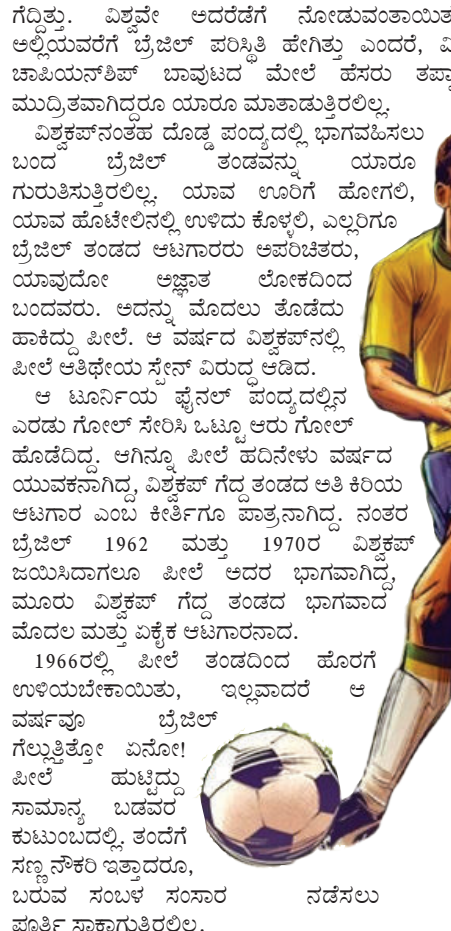 ಗೆದ್ದಿತ್ತು. ವಿಶ್ವವೇ ಅದರೆಡೆಗೆ ನೋಡುವಂತಾಯಿತ
ಅಲ್ಲಿಯವರೆಗೆ ಬ್ರೆಜಿಲ್ ಪರಿಸ್ಥಿತಿ ಹೇಗಿತ್ತು ಎಂದರೆ,
ಚಾಪಿಯನ್‌ಶಿಪ್ ಬಾವುಟದ ಮೇಲೆ ಹೆಸರು
ಮುದ್ರಿತವಾಗಿದ್ದರೂ ಯಾರೂ ಮಾತಾಡುತ್ತಿರಲಿಲ್ಲ.
ವಿಶ್ವಕಪ್‌ನಂತಹ ದೊಡ್ಡ ಪಂದ್ಯದಲ್ಲಿ ಭಾಗವಹಿಸಲು
ಬಂದ ಬ್ರೆಜಿಲ್ ತಂಡವನ್ನು ಯಾರೂ
ಗುರುತಿಸುತ್ತಿರಲಿಲ್ಲ. ಯಾವ ಊರಿಗೆ ಹೋಗಲಿ,
ಯಾವ ಹೊಟೇಲಿನಲ್ಲಿ ಉಳಿದು ಕೊಳ್ಳಲಿ, ಎಲ್ಲರಿಗೂ
ಬ್ರೆಜಿಲ್ ತಂಡದ ಆಟಗಾರರು ಅಪರಿಚಿತರು,
ಯಾವುದೋ ಅಜ್ಞಾತ ಲೋಕದಿಂದ
ಬಂದವರು. ಅದನ್ನು ಮೊದಲು ತೊಡೆದು
ಹಾಕಿದ್ದು ಪೀಲೆ. ಆ ವರ್ಷದ ವಿಶ್ವಕಪ್‌ನಲ್ಲಿ
ಪೀಲೆ ಆತಿಥೇಯ ಸ್ಪೇನ್ ವಿರುದ್ಧ ಆಡಿದ.
ಆ ಟೂರ್ನಿಯ ಫೈನಲ್ ಪಂದ್ಯದಲ್ಲಿನ
ಎರಡು ಗೋಲ್ ಸೇರಿಸಿ ಒಟ್ಟೂ ಆರು ಗೋಲ್
ಹೊಡೆದಿದ್ದ. ಆಗಿನ್ನೂ ಪೀಲೆ ಹದಿನೇಳು ವರ್ಷದ
ಯುವಕನಾಗಿದ್ದ, ವಿಶ್ವಕಪ್ ಗೆದ್ದ ತಂಡದ ಅತಿ ಕಿರಿಯ
ಆಟಗಾರ ಎಂಬ ಕೀರ್ತಿಗೂ ಪಾತ್ರನಾಗಿದ್ದ. ನಂತರ
ಬ್ರೆಜಿಲ್ 1962 ಮತ್ತು 1970ರ ವಿಶ್ವಕಪ್
ಜಯಿಸಿದಾಗಲೂ ಪೀಲೆ ಅದರ ಭಾಗವಾಗಿದ್ದ,
ಮೂರು ವಿಶ್ವಕಪ್ ಗೆದ್ದ ತಂಡದ ಭಾಗವಾದ
ಮೊದಲ ಮತ್ತು ಏಕೈಕ ಆಟಗಾರನಾದ.
1966ರಲ್ಲಿ ಪೀಲೆ ತಂಡದಿಂದ ಹೊರಗೆ
ಉಳಿಯಬೇಕಾಯಿತು, ಇಲ್ಲವಾದರೆ ಆ
ವರ್ಷವೂ ಬ್ರೆಜಿಲ್
ಗೆಲ್ಲುತ್ತಿತ್ತೋ ಏನೋ!
ಪೀಲೆ ಹುಟ್ಟಿದ್ದು
ಸಾಮಾನ್ಯ ಬಡವರ
ಕುಟುಂಬದಲ್ಲಿ. ತಂದೆಗೆ
ಸಣ್ಣ ನೌಕರಿ ಇತ್ತಾದರೂ,
ಬರುವ ಸಂಬಳ ಸಂಸಾರ ನಡೆಸಲು
ಪೂರ್ತಿ ಸಾಕಾಗುತ್ತಿರಲಿಲ್ಲ.